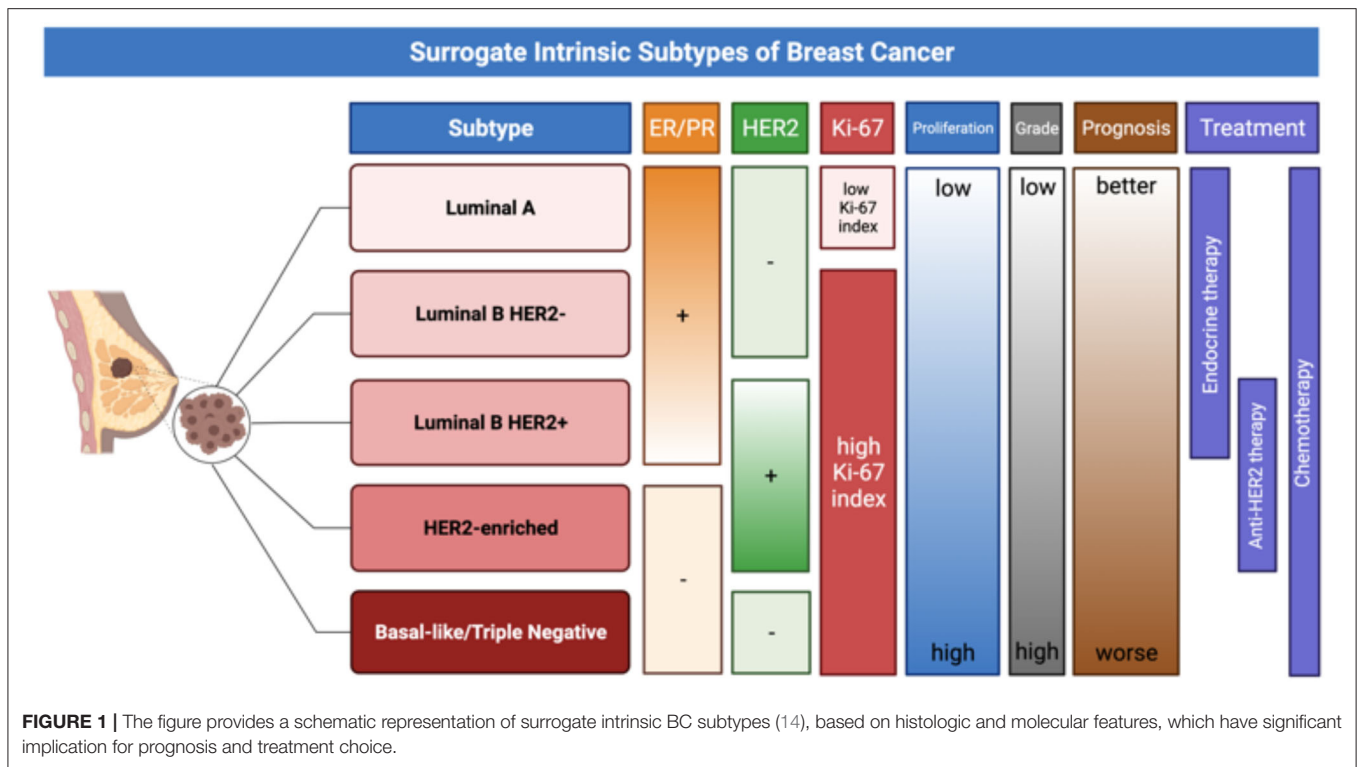 Surrogate Intrinsic Subtypes of Breast Cancer
Subtype
ER/PR
HER2
Ki-67
Proliferation
Grade
Prognosis
Treatment
Luminal A
Luminal B HER2-
Luminal B HER2+
HER2-enriched
Basal-like/Triple Negative
+
-
-
+
-
low
Ki-67
index
high
Ki-67
index
low
high
low
high
better
worse
Endocrine therapy
Anti-HER2 therapy
Chemotherapy
FIGURE 1 | The figure provides a schematic representation of surrogate intrinsic BC subtypes (14), based on histologic and molecular features, which have significant
implication for prognosis and treatment choice.